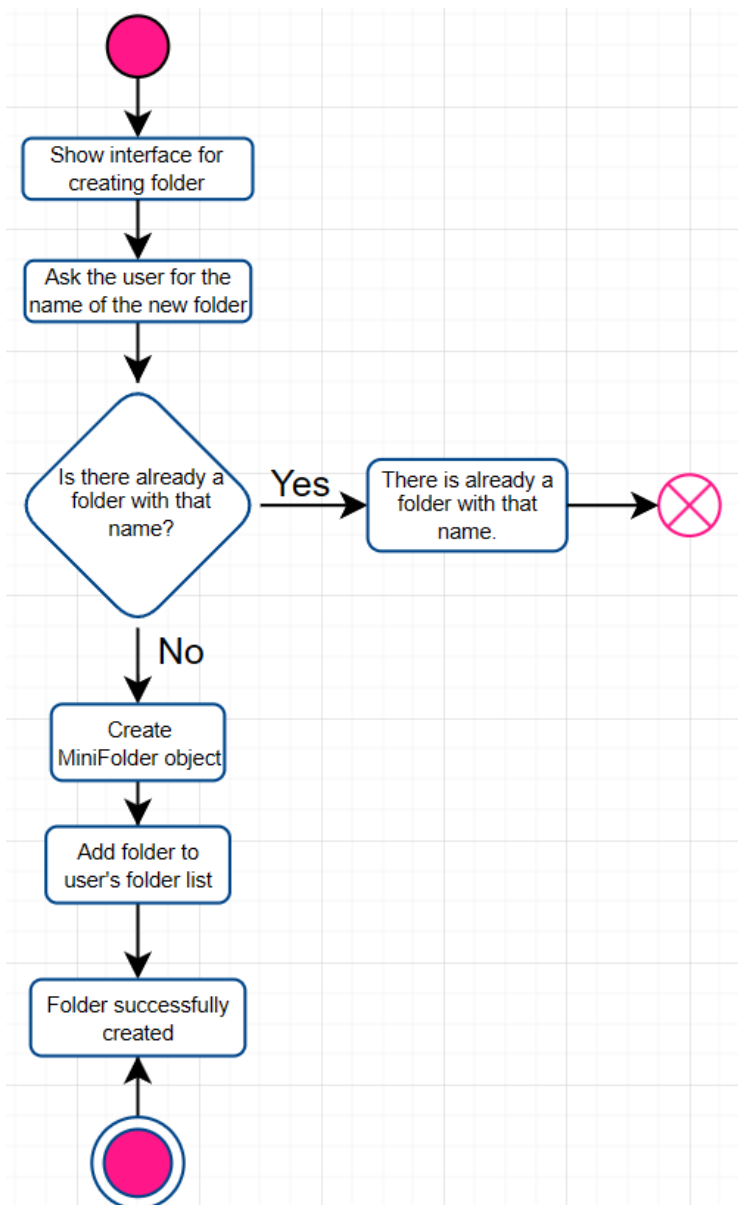 Show interface for
creating folder
Ask the user for the
name of the new folder
Is there already a
folder with that
name?
Yes
There is already a
folder with that
name.
No
Create
MiniFolder object
Add folder to
user's folder list
Folder successfully
created